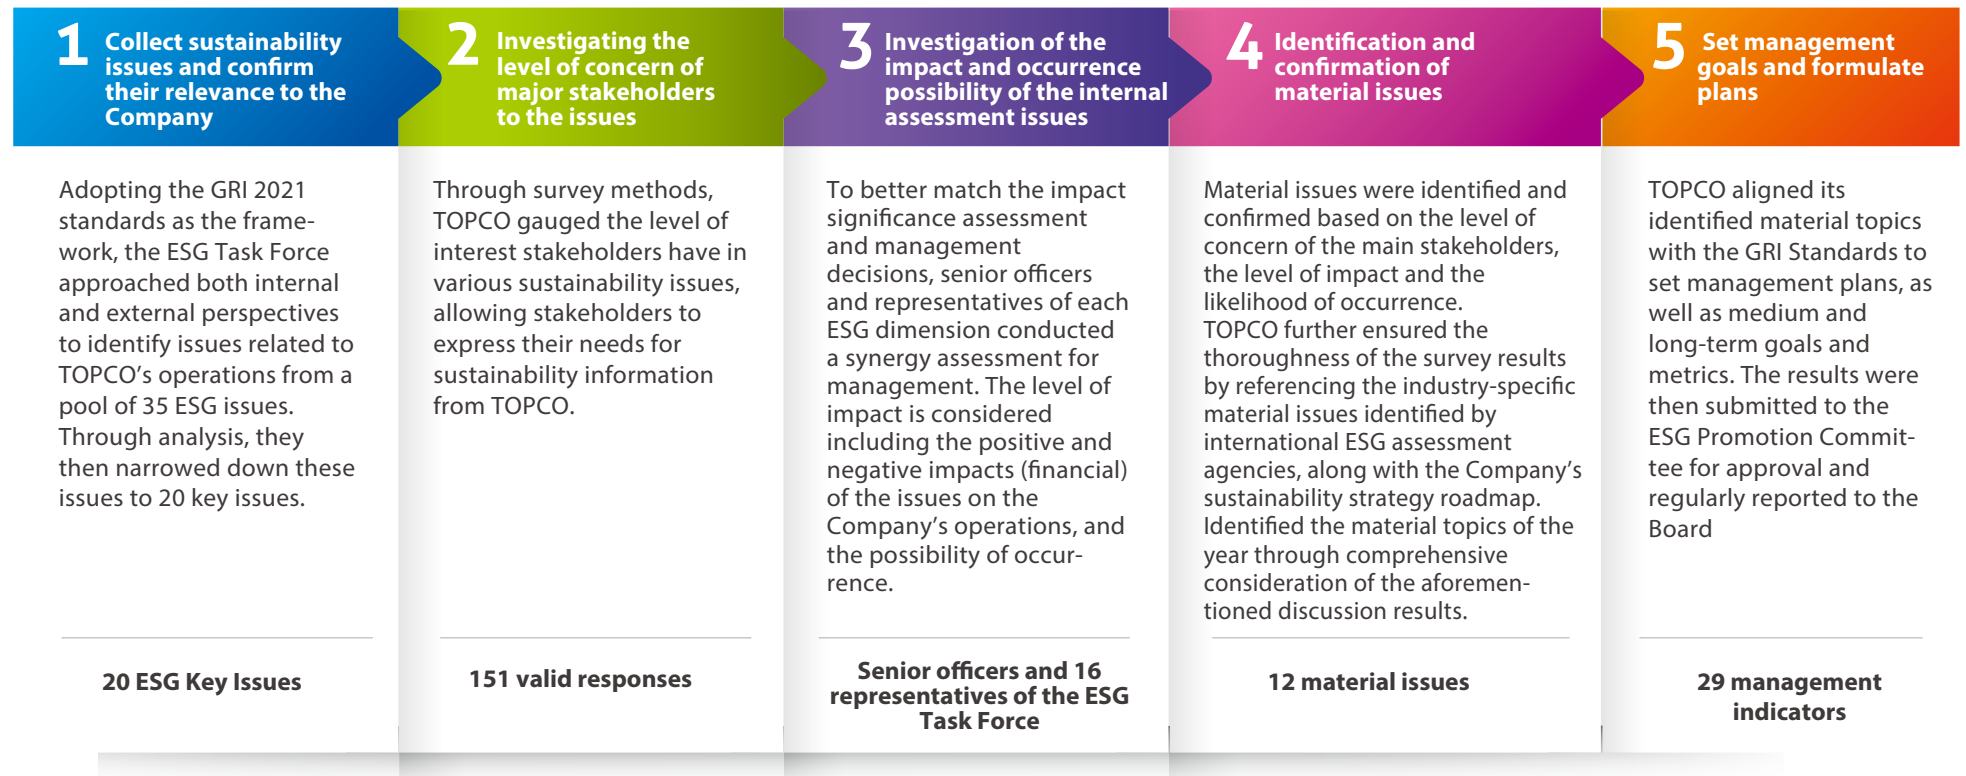 1
Collect sustainability
issues and confirm
their relevance to the
Company
Adopting the GRI 2021
standards as the frame-
work, the ESG Task Force
approached both internal
and external perspectives
to identify issues related to
TOPCO’s operations from a
pool of 35 ESG issues.
Through analysis, they
then narrowed down these
issues to 20 key issues.
20 ESG Key Issues
2
Investigating the
level of concern of
major stakeholders
to the issues
Through survey methods,
TOPCO gauged the level of
interest stakeholders have in
various sustainability issues,
allowing stakeholders to
express their needs for
sustainability information
from TOPCO.
151 valid responses
3
Investigation of the
impact and occurrence
possibility of the internal
assessment issues
To better match the impact
significance assessment
and management
decisions, senior officers
and representatives of each
ESG dimension conducted
a synergy assessment for
management. The level of
impact is considered
including the positive and
negative impacts (financial)
of the issues on the
Company’s operations, and
the possibility of occur-
rence.
Senior officers and 16
representatives of the ESG
Task Force
4
Identification and
confirmation of
material issues
Material issues were identified and
confirmed based on the level of
concern of the main stakeholders,
the level of impact and the
likelihood of occurrence.
TOPCO further ensured the
thoroughness of the survey results
by referencing the industry-specific
material issues identified by
international ESG assessment
agencies, along with the Company’s
sustainability strategy roadmap.
Identified the material topics of the
year through comprehensive
consideration of the aforemen-
tioned discussion results.
12 material issues
5
Set management
goals and formulate
plans
TOPCO aligned its
identified material topics
with the GRI Standards to
set management plans, as
well as medium and
long-term goals and
metrics. The results were
then submitted to the
ESG Promotion Commit-
tee for approval and
regularly reported to the
Board
29 management
indicators